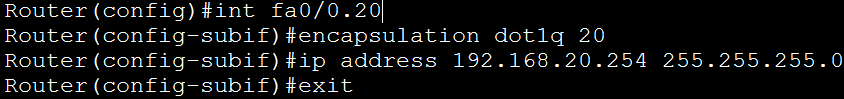 Router(config)#int fa0/0.20
Router(config-subif)#encapsulation dot1q 20
Router(config-subif)#ip address 192.168.20.254 255.255.255.0
Router(config-subif)#exit